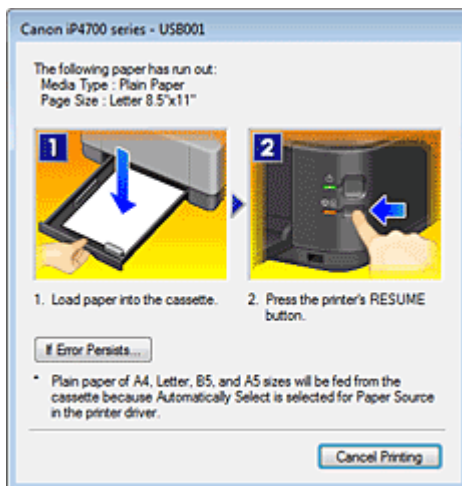 Canon iP4700 series - USB001
The following paper has run out:
Media Type : Plain Paper
Page Size : Letter 8.5"x11"
1
2
1. Load paper into the cassette.
2. Press the printer's RESUME
button.
If Error Persists...
* Plain paper of A4, Letter, B5, and A5 sizes will be fed from the
cassette because Automatically Select is selected for Paper Source
in the printer driver.
Cancel Printing